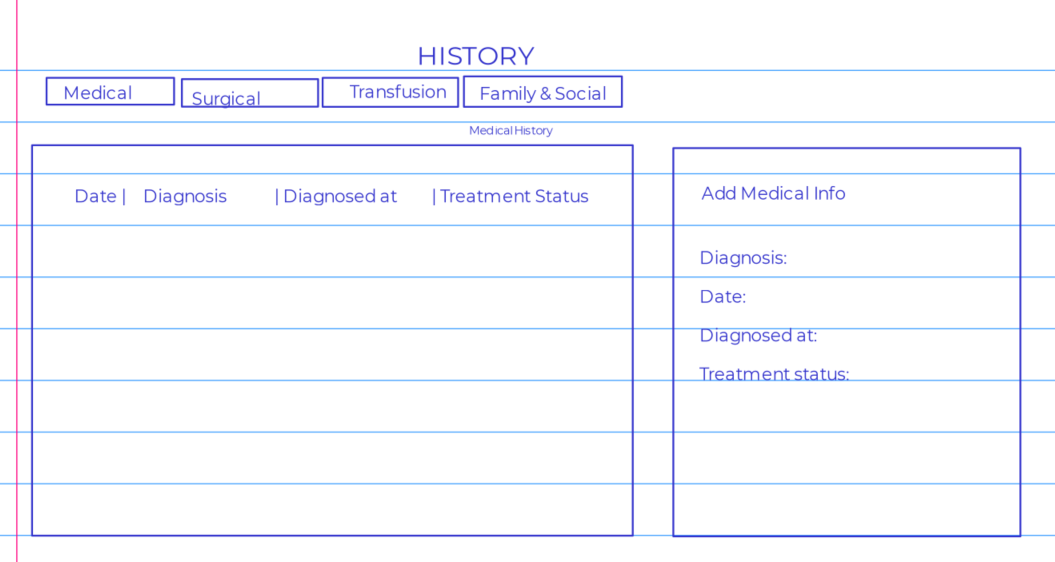 HISTORY
Medical Surgical Transfusion Family & Social
Medical History
Date | Diagnosis | Diagnosed at | Treatment Status
Add Medical Info
Diagnosis:
Date:
Diagnosed at:
Treatment status: